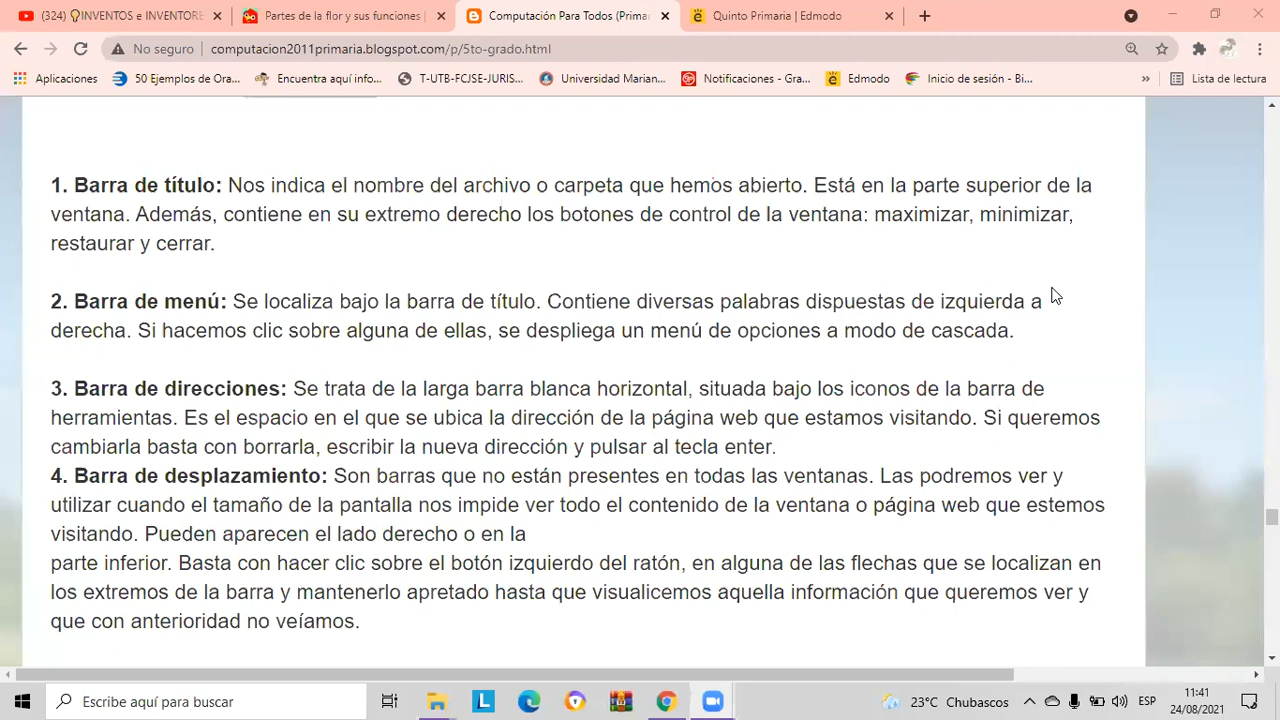 (324) 💡INVENTOS e INVENTORE
Partes de la flor y sus funciones |
Computación Para Todos (Primar
Quinto Primaria | Edmodo
No seguro
computacion2011primaria.blogspot.com/p/5to-grado.html
Aplicaciones
50 Ejemplos de Ora...
Encuentra aquí info...
T-UTB-FCJSE-JURIS...
Universidad Marian...
Notificaciones - Gra...
Edmodo
Inicio de sesión - Bi...
»
Lista de lectura
1. Barra de título: Nos indica el nombre del archivo o carpeta que hemos abierto. Está en la parte superior de la
ventana. Además, contiene en su extremo derecho los botones de control de la ventana: maximizar, minimizar,
restaurar y cerrar.
2. Barra de menú: Se localiza bajo la barra de título. Contiene diversas palabras dispuestas de izquierda a
derecha. Si hacemos clic sobre alguna de ellas, se despliega un menú de opciones a modo de cascada.
3. Barra de direcciones: Se trata de la larga barra blanca horizontal, situada bajo los iconos de la barra de
herramientas. Es el espacio en el que se ubica la dirección de la página web que estamos visitando. Si queremos
cambiarla basta con borrarla, escribir la nueva dirección y pulsar al tecla enter.
4. Barra de desplazamiento: Son barras que no están presentes en todas las ventanas. Las podremos ver y
utilizar cuando el tamaño de la pantalla nos impide ver todo el contenido de la ventana o página web que estemos
visitando. Pueden aparecen el lado derecho o en la
parte inferior. Basta con hacer clic sobre el botón izquierdo del ratón, en alguna de las flechas que se localizan en
los extremos de la barra y mantenerlo apretado hasta que visualicemos aquella información que queremos ver y
que con anterioridad no veíamos.
Escribe aquí para buscar
L
23°C Chubascos
ESP
11:41
24/08/2021